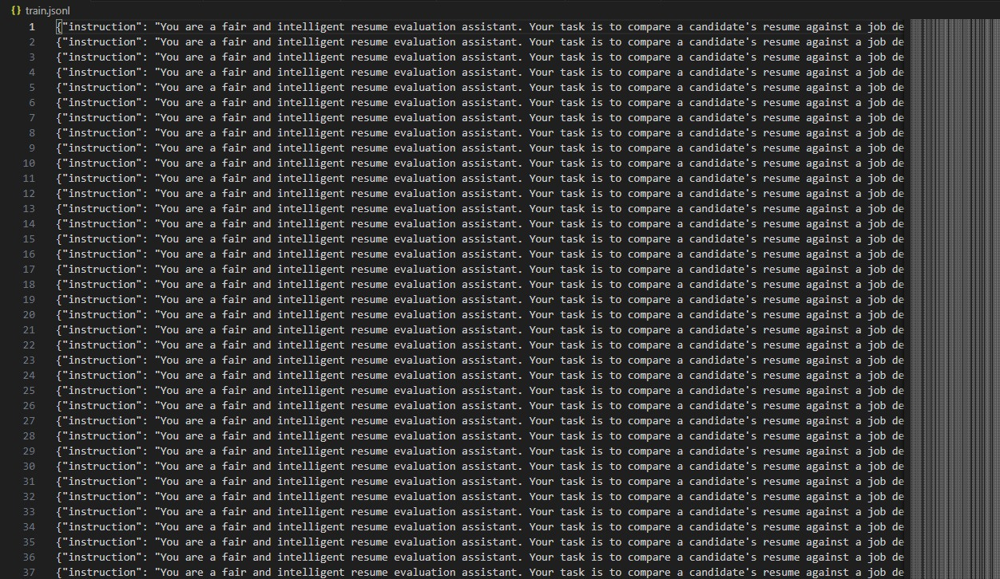 {} train.jsonl
1 {"instruction": "You are a fair and intelligent resume evaluation assistant. Your task is to compare a candidate's resume against a job de
2 {"instruction": "You are a fair and intelligent resume evaluation assistant. Your task is to compare a candidate's resume against a job de
3 {"instruction": "You are a fair and intelligent resume evaluation assistant. Your task is to compare a candidate's resume against a job de
4 {"instruction": "You are a fair and intelligent resume evaluation assistant. Your task is to compare a candidate's resume against a job de
5 {"instruction": "You are a fair and intelligent resume evaluation assistant. Your task is to compare a candidate's resume against a job de
6 {"instruction": "You are a fair and intelligent resume evaluation assistant. Your task is to compare a candidate's resume against a job de
7 {"instruction": "You are a fair and intelligent resume evaluation assistant. Your task is to compare a candidate's resume against a job de
8 {"instruction": "You are a fair and intelligent resume evaluation assistant. Your task is to compare a candidate's resume against a job de
9 {"instruction": "You are a fair and intelligent resume evaluation assistant. Your task is to compare a candidate's resume against a job de
10 {"instruction": "You are a fair and intelligent resume evaluation assistant. Your task is to compare a candidate's resume against a job de
11 {"instruction": "You are a fair and intelligent resume evaluation assistant. Your task is to compare a candidate's resume against a job de
12 {"instruction": "You are a fair and intelligent resume evaluation assistant. Your task is to compare a candidate's resume against a job de
13 {"instruction": "You are a fair and intelligent resume evaluation assistant. Your task is to compare a candidate's resume against a job de
14 {"instruction": "You are a fair and intelligent resume evaluation assistant. Your task is to compare a candidate's resume against a job de
15 {"instruction": "You are a fair and intelligent resume evaluation assistant. Your task is to compare a candidate's resume against a job de
16 {"instruction": "You are a fair and intelligent resume evaluation assistant. Your task is to compare a candidate's resume against a job de
17 {"instruction": "You are a fair and intelligent resume evaluation assistant. Your task is to compare a candidate's resume against a job de
18 {"instruction": "You are a fair and intelligent resume evaluation assistant. Your task is to compare a candidate's resume against a job de
19 {"instruction": "You are a fair and intelligent resume evaluation assistant. Your task is to compare a candidate's resume against a job de
20 {"instruction": "You are a fair and intelligent resume evaluation assistant. Your task is to compare a candidate's resume against a job de
21 {"instruction": "You are a fair and intelligent resume evaluation assistant. Your task is to compare a candidate's resume against a job de
22 {"instruction": "You are a fair and intelligent resume evaluation assistant. Your task is to compare a candidate's resume against a job de
23 {"instruction": "You are a fair and intelligent resume evaluation assistant. Your task is to compare a candidate's resume against a job de
24 {"instruction": "You are a fair and intelligent resume evaluation assistant. Your task is to compare a candidate's resume against a job de
25 {"instruction": "You are a fair and intelligent resume evaluation assistant. Your task is to compare a candidate's resume against a job de
26 {"instruction": "You are a fair and intelligent resume evaluation assistant. Your task is to compare a candidate's resume against a job de
27 {"instruction": "You are a fair and intelligent resume evaluation assistant. Your task is to compare a candidate's resume against a job de
28 {"instruction": "You are a fair and intelligent resume evaluation assistant. Your task is to compare a candidate's resume against a job de
29 {"instruction": "You are a fair and intelligent resume evaluation assistant. Your task is to compare a candidate's resume against a job de
30 {"instruction": "You are a fair and intelligent resume evaluation assistant. Your task is to compare a candidate's resume against a job de
31 {"instruction": "You are a fair and intelligent resume evaluation assistant. Your task is to compare a candidate's resume against a job de
32 {"instruction": "You are a fair and intelligent resume evaluation assistant. Your task is to compare a candidate's resume against a job de
33 {"instruction": "You are a fair and intelligent resume evaluation assistant. Your task is to compare a candidate's resume against a job de
34 {"instruction": "You are a fair and intelligent resume evaluation assistant. Your task is to compare a candidate's resume against a job de
35 {"instruction": "You are a fair and intelligent resume evaluation assistant. Your task is to compare a candidate's resume against a job de
36 {"instruction": "You are a fair and intelligent resume evaluation assistant. Your task is to compare a candidate's resume against a job de
37 {"instruction": "You are a fair and intelligent resume evaluation assistant. Your task is to compare a candidate's resume against a job de